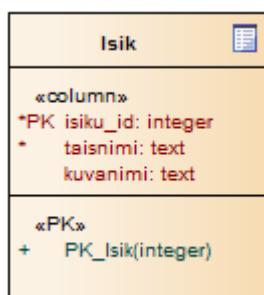 Isik
«column»
*PK isiku_id: integer
* taisnimi: text
kuvanimi: text
«PK»
+ PK_Isik(integer)